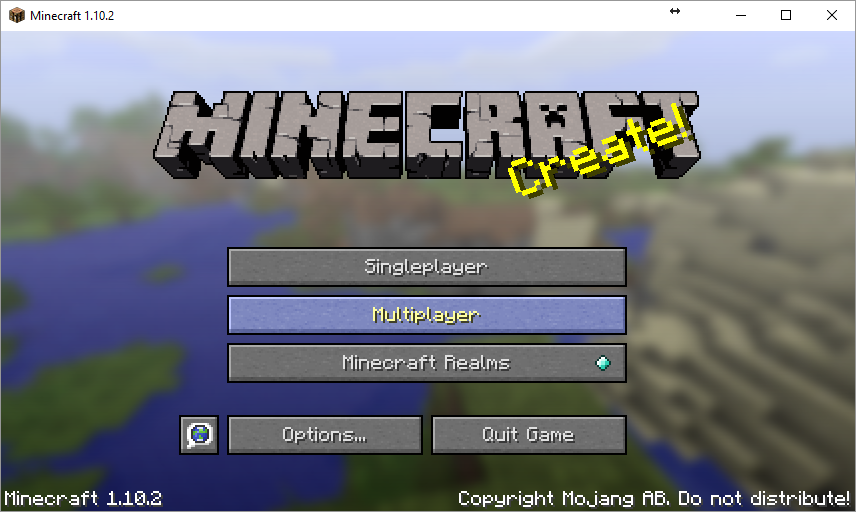 Minecraft 1.10.2
MINECRAFT
Create!
Singleplayer
Multiplayer
Minecraft Realms
Options...
Quit Game
Minecraft 1.10.2
Copyright Mojang AB. Do not distribute!